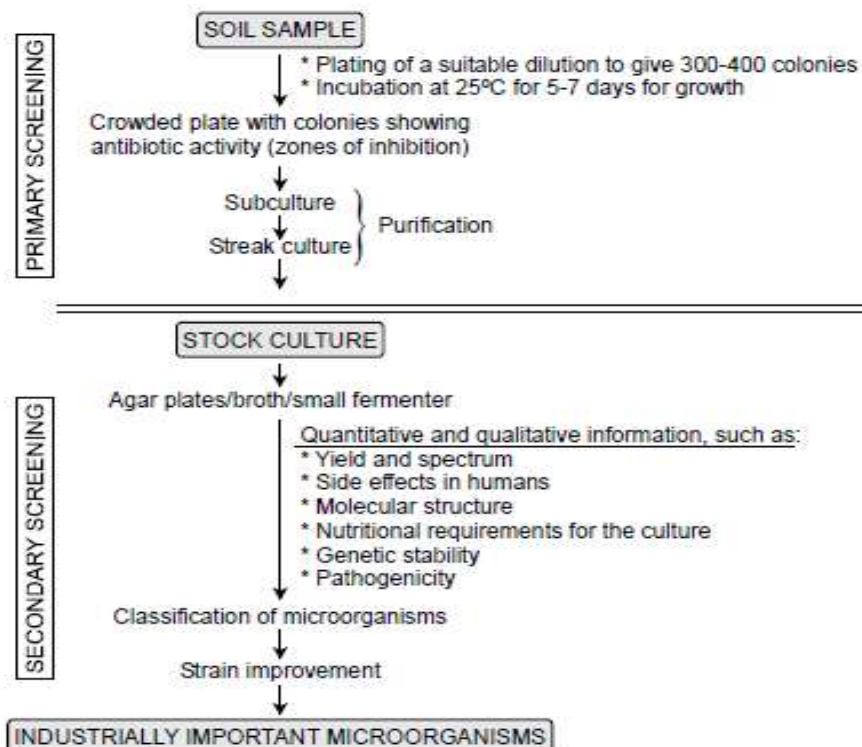 PRIMARY SCREENING
SOIL SAMPLE
* Plating of a suitable dilution to give 300-400 colonies
* Incubation at 25ºC for 5-7 days for growth
Crowded plate with colonies showing
antibiotic activity (zones of inhibition)
Subculture
Streak culture
Purification
SECONDARY SCREENING
STOCK CULTURE
Agar plates/broth/small fermenter
Quantitative and qualitative information, such as:
* Yield and spectrum
* Side effects in humans
* Molecular structure
* Nutritional requirements for the culture
* Genetic stability
* Pathogenicity
Classification of microorganisms
Strain improvement
INDUSTRIALLY IMPORTANT MICROORGANISMS